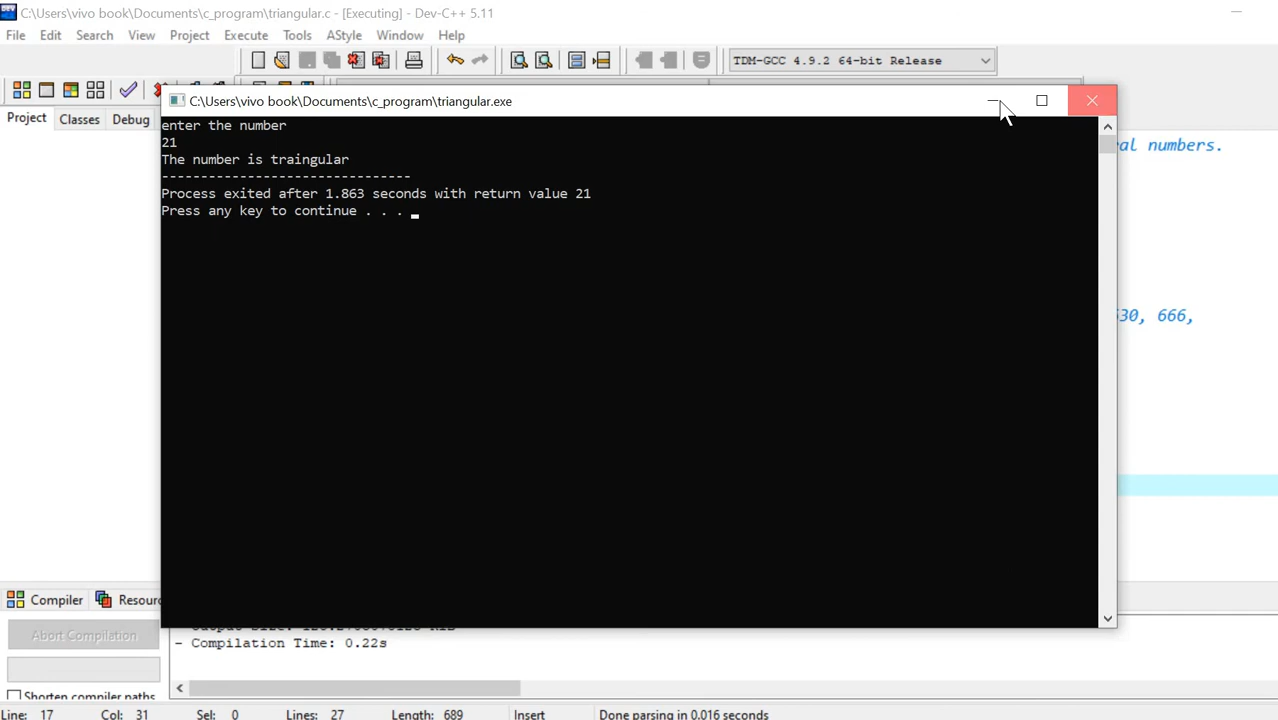 C:\Users\vivo book\Documents\c_program\triangular.c - [Executing] - Dev-C++ 5.11
File Edit Search View Project Execute Tools AStyle Window Help
TDM-GCC 4.9.2 64-bit Release
C:\Users\vivo book\Documents\c_program\triangular.exe
Project Classes Debug
enter the number
21
The number is traingular
------------------------------
Process exited after 1.863 seconds with return value 21
Press any key to continue . . .
al numbers.
30, 666,
Compiler Resour
Abort Compilation
- Compilation Time: 0.22s
Shorten compiler paths
Line: 17 Col: 31 Sel: 0 Lines: 27 Length: 689 Insert Done parsing in 0.016 seconds